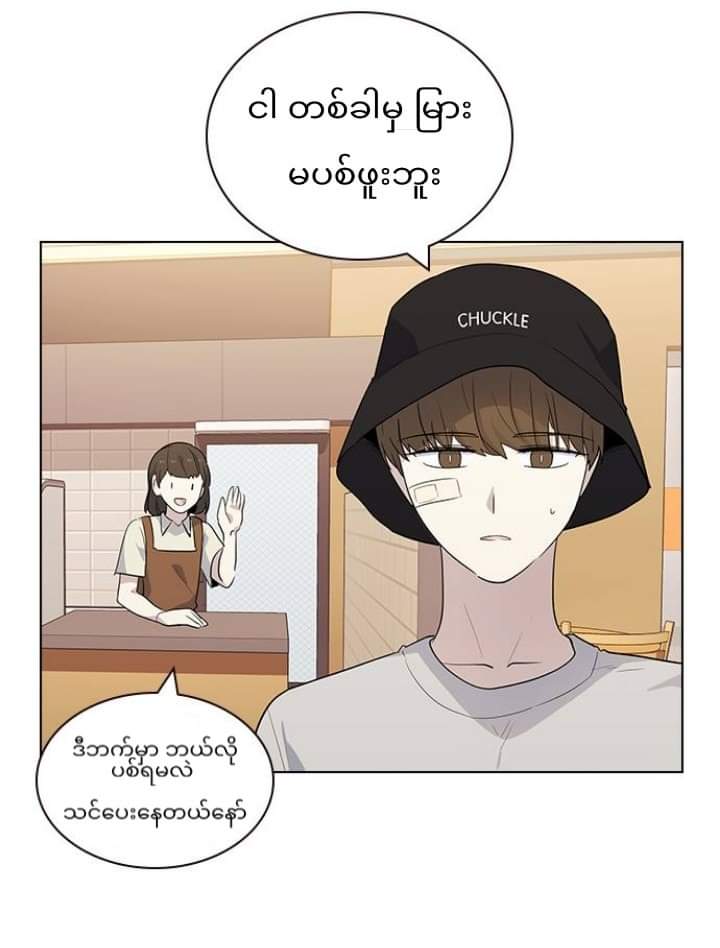 ငါ တစ်ခါမှ မြား
မပစ်ဖူးဘူး
CHUCKLE
ဒီဘက်မှာ ဘယ်လို
ပစ်ရမလဲ
သင်ပေးနေတယ်နော်